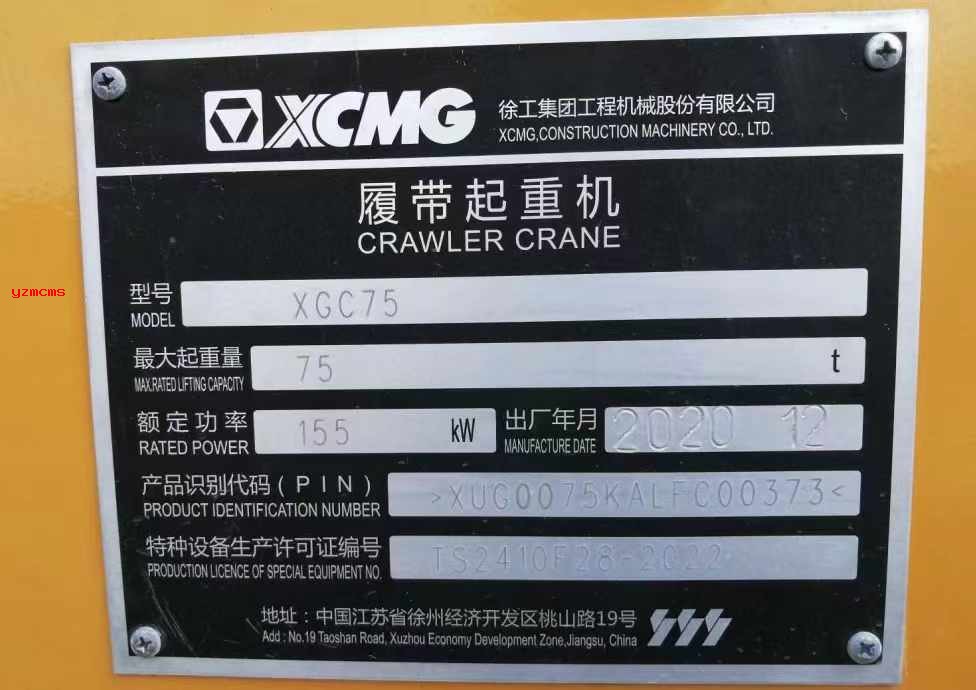 XCMG 徐工集团工程机械股份有限公司
XCMG,CONSTRUCTION MACHINERY CO., LTD.
履带起重机
CRAWLER CRANE
yzmcms
型号 XGC75
MODEL
最大起重量 75 t
MAX.RATED LIFTING CAPACITY
额定功率 155 kW 出厂年月 2020 12
RATED POWER MANUFACTURE DATE
产品识别代码(PIN) >XUG0075KALFC00373<
PRODUCT IDENTIFICATION NUMBER
特种设备生产许可证编号 TS2410F28-2022
PRODUCTION LICENCE OF SPECIAL EQUIPMENT NO.
地址：中国江苏省徐州经济开发区桃山路19号
Add : No.19 Taoshan Road, Xuzhou Economy Development Zone,Jiangsu, China